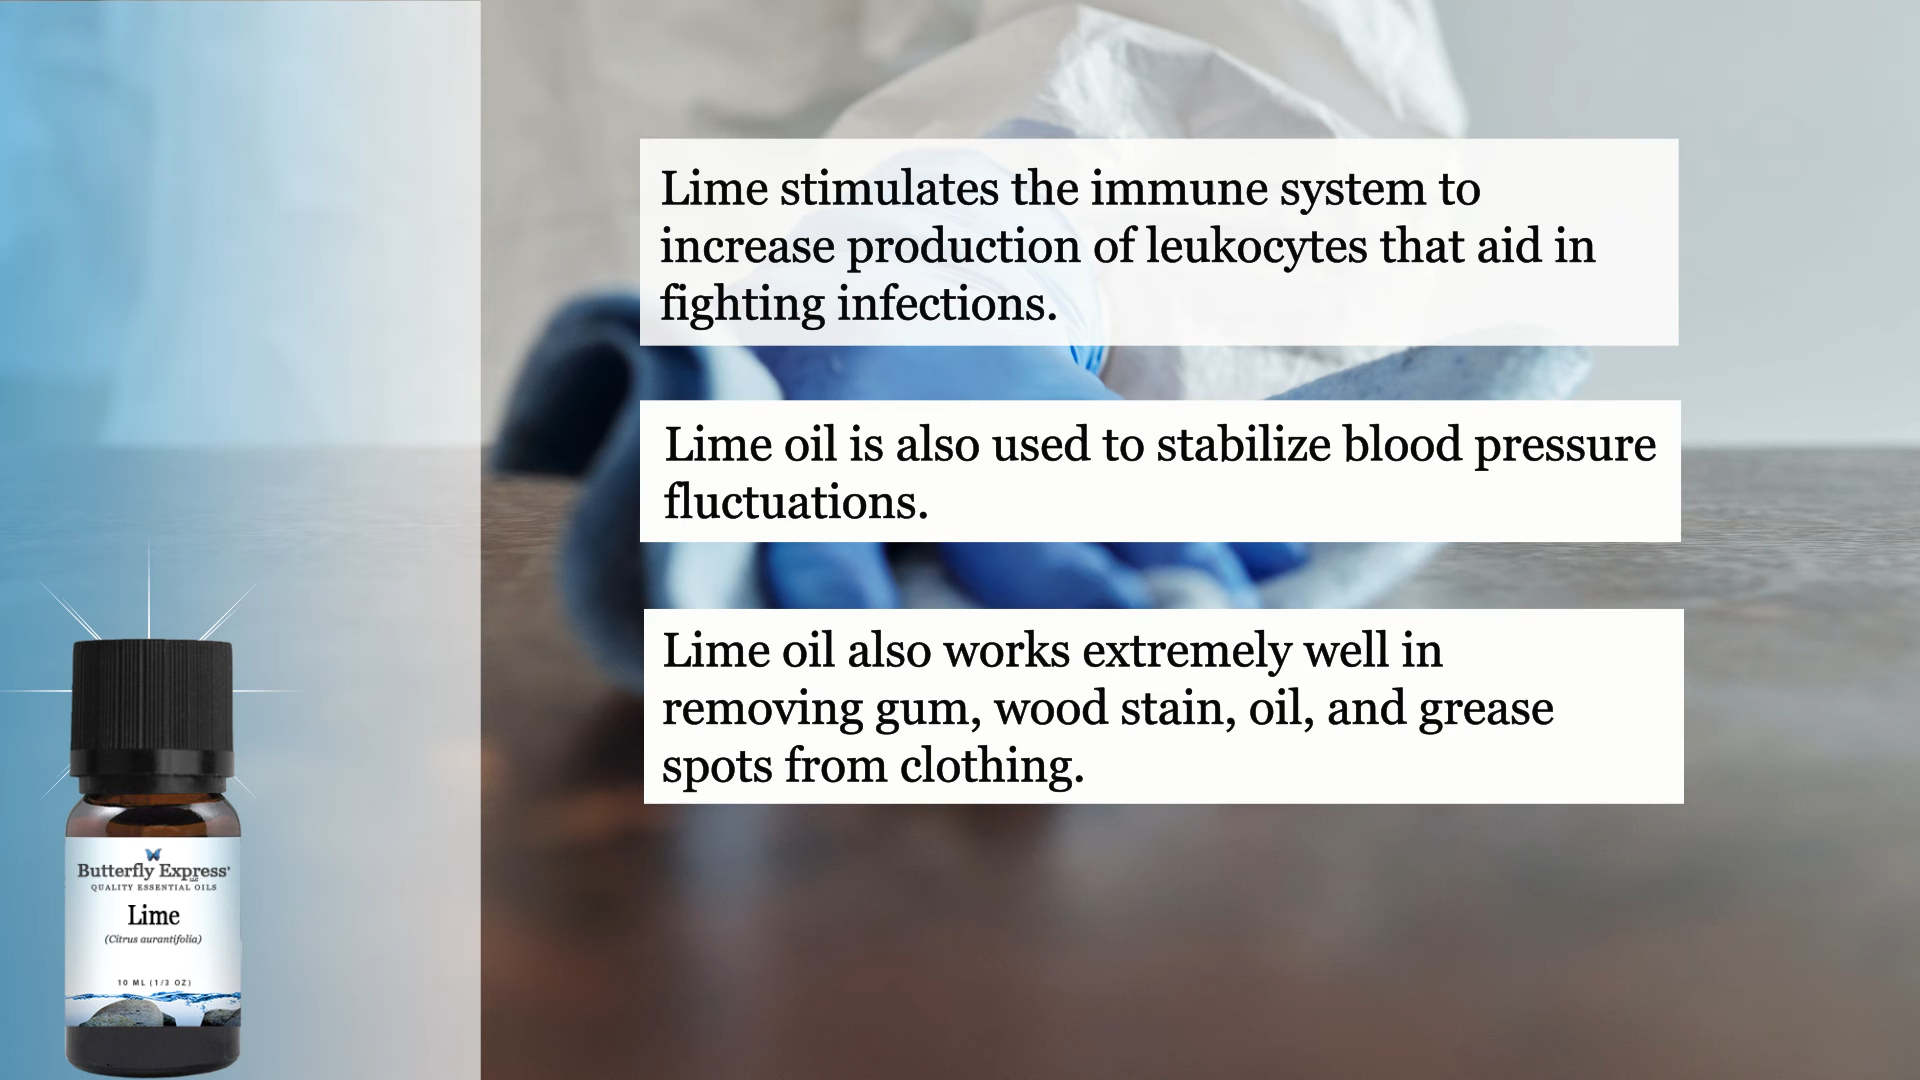 Lime stimulates the immune system to
increase production of leukocytes that aid in
fighting infections.
Lime oil is also used to stabilize blood pressure
fluctuations.
Lime oil also works extremely well in
removing gum, wood stain, oil, and grease
spots from clothing.
Butterfly Express
LLC
QUALITY ESSENTIAL OILS
Lime
(Citrus aurantifolia)
10 ML (1/3 OZ)